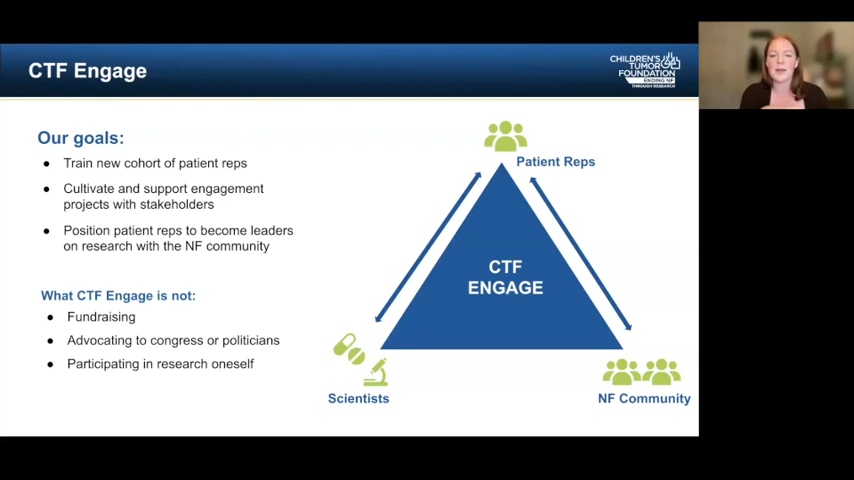 CTF Engage
CHILDREN'S
TUMOR
FOUNDATION
ENDING NF
THROUGH RESEARCH
Our goals:
Train new cohort of patient reps
Cultivate and support engagement
projects with stakeholders
Position patient reps to become leaders
on research with the NF community
What CTF Engage is not:
Fundraising
Advocating to congress or politicians
Participating in research oneself
Patient Reps
CTF
ENGAGE
Scientists
NF Community